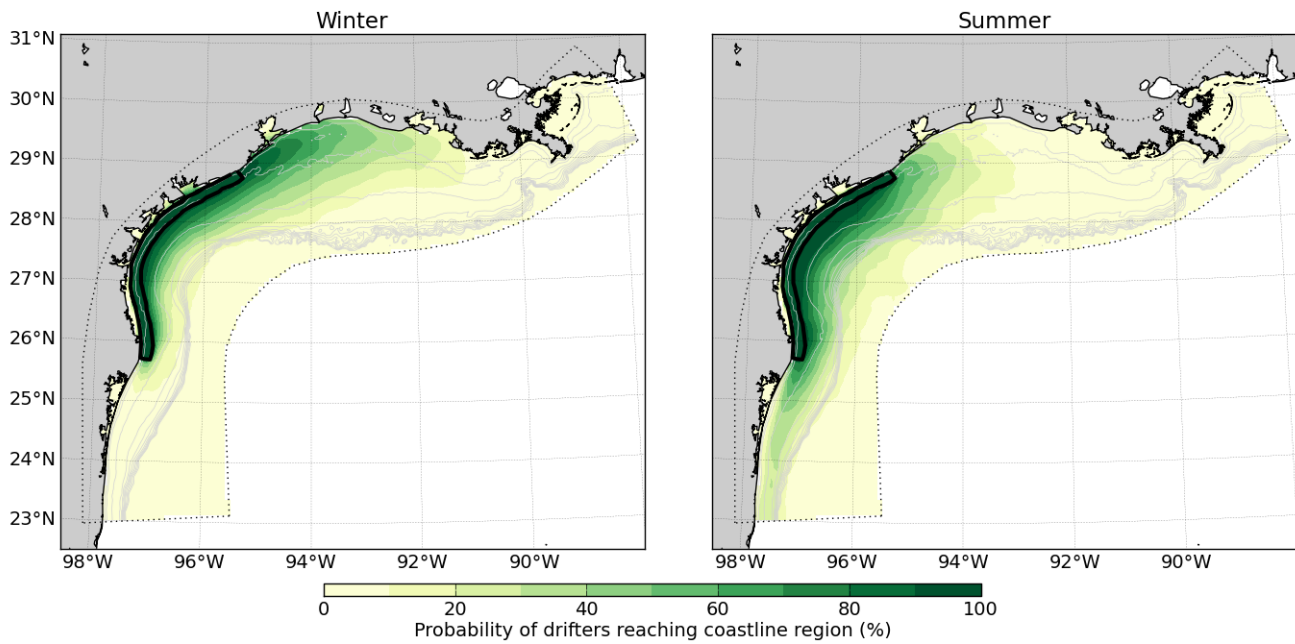 Winter
Summer
31°N
30°N
29°N
28°N
27°N
26°N
25°N
24°N
23°N
98°W 96°W 94°W 92°W 90°W
98°W 96°W 94°W 92°W 90°W
0 20 40 60 80 100
Probability of drifters reaching coastline region (%)